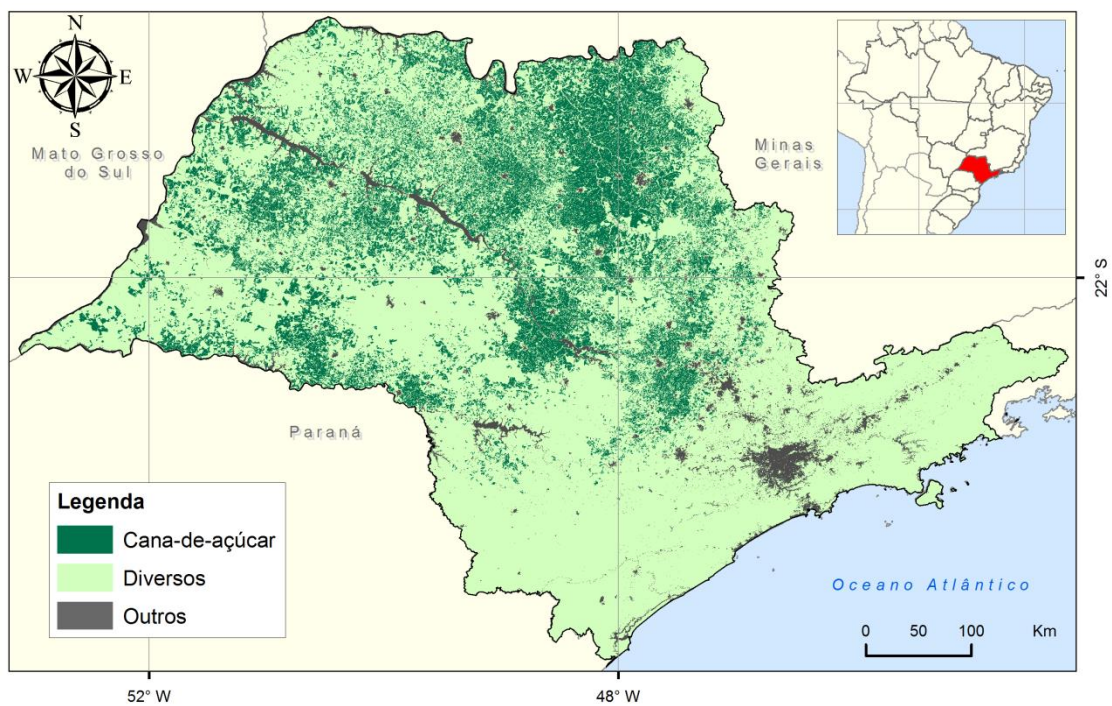 N
W E
S
Mato Grosso
do Sul
Minas
Gerais
22° S
Paraná
Legenda
Cana-de-açúcar
Diversos
Outros
Oceano Atlântico
0 50 100 Km
52° W
48° W